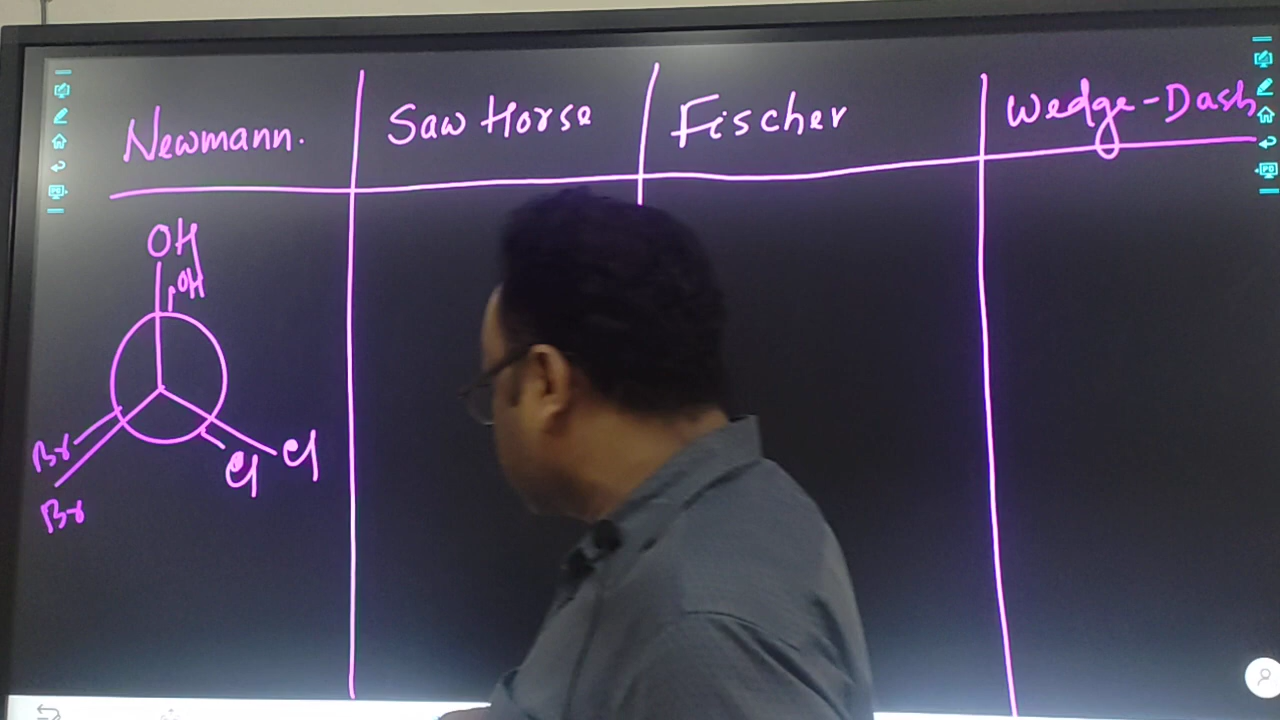 Newmann.
Saw Horse
Fischer
Wedge-Dash
OH
OH
Br
Br
Cl
Cl